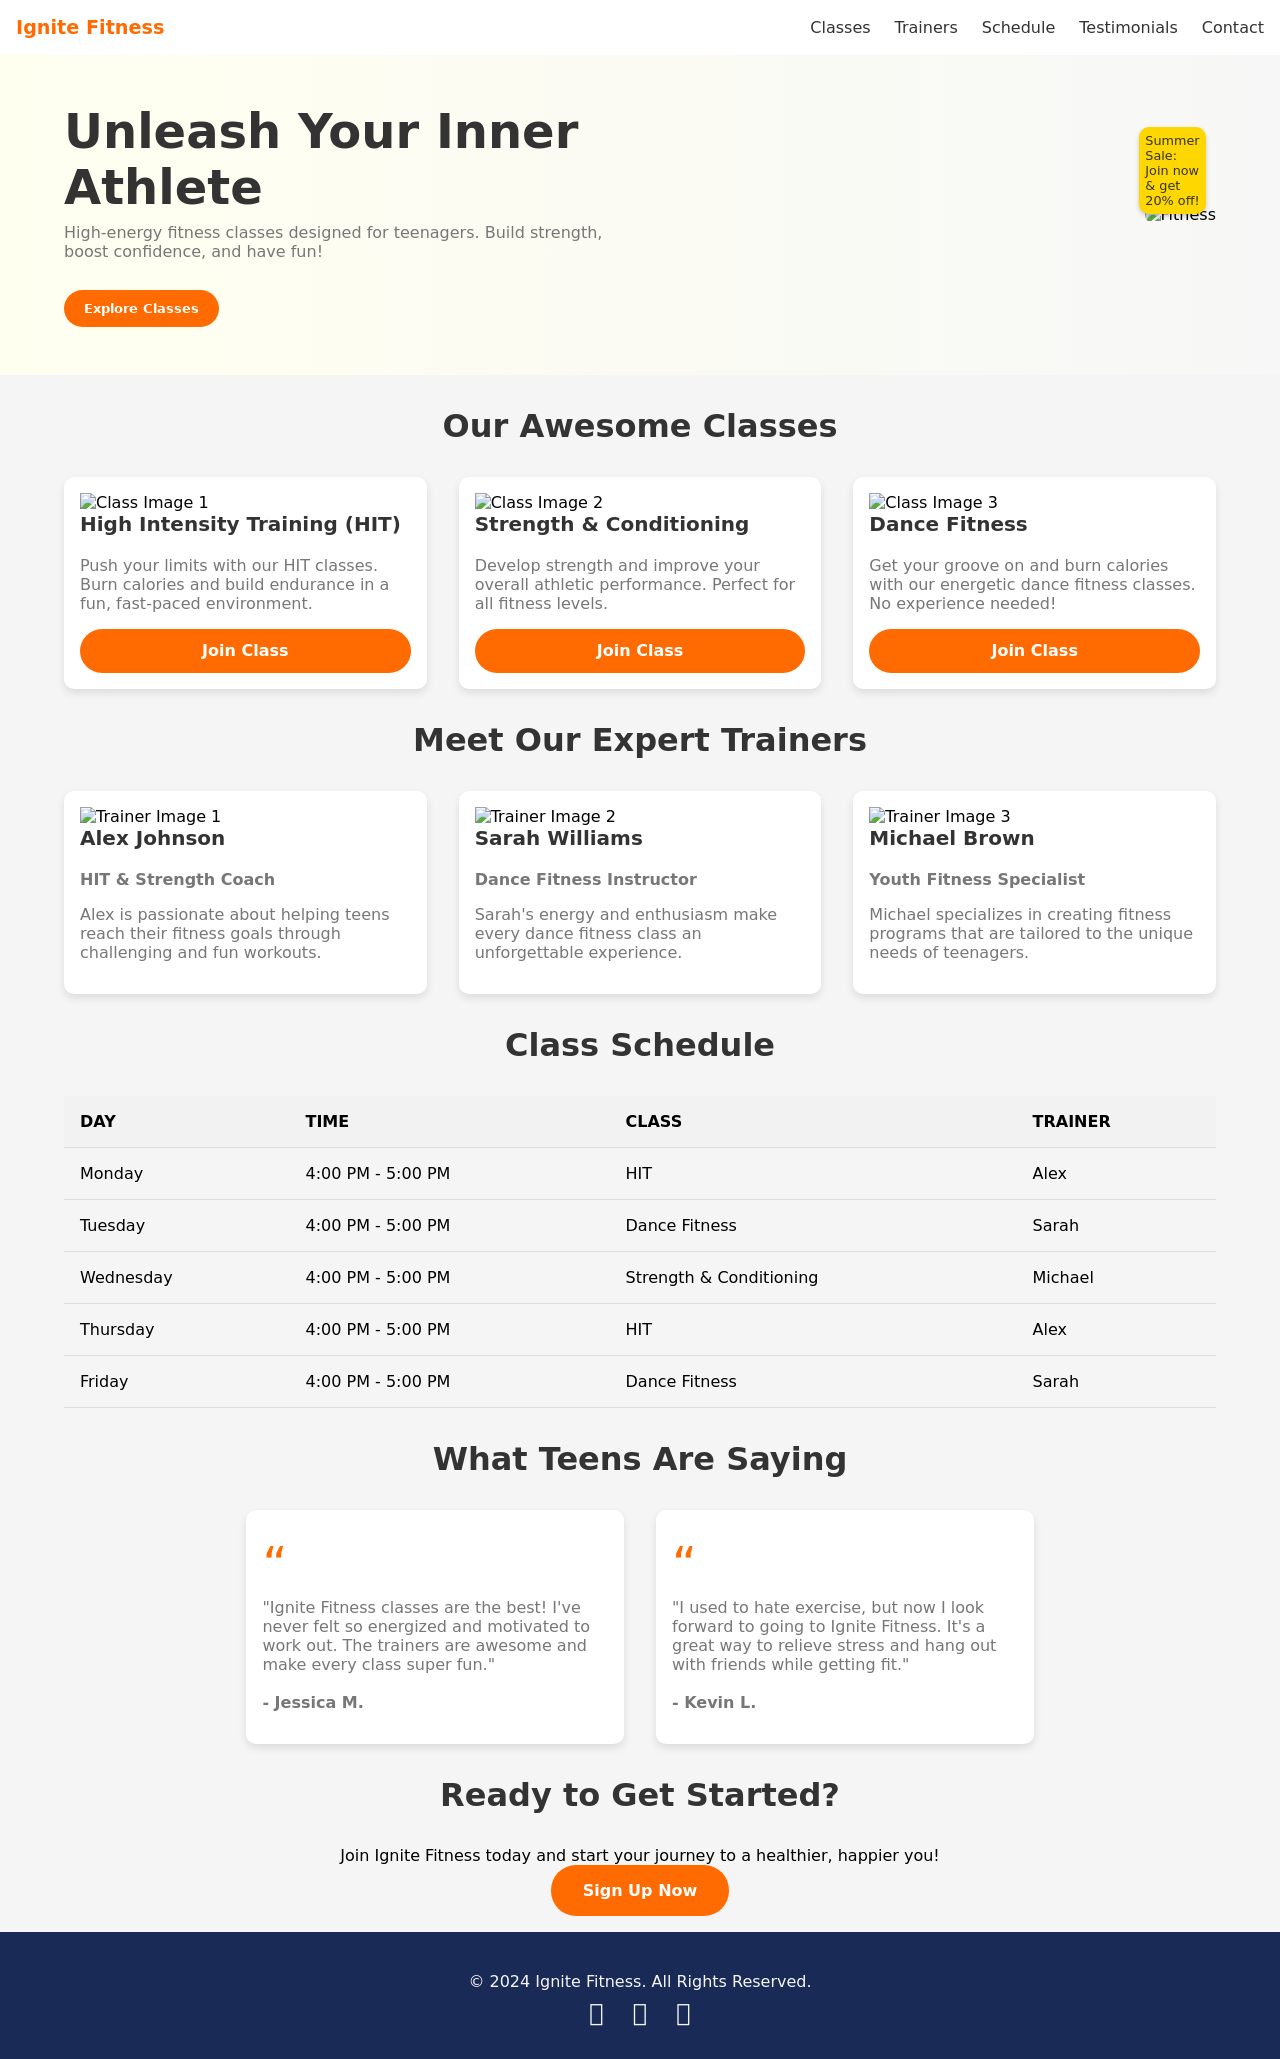 Ignite Fitness
Classes
Trainers
Schedule
Testimonials
Contact
Unleash Your Inner
Athlete
High-energy fitness classes designed for teenagers. Build strength,
boost confidence, and have fun!
Explore Classes
Summer
Sale:
Join now
& get
20% off!
Fitness
Our Awesome Classes
Class Image 1
High Intensity Training (HIT)
Push your limits with our HIT classes.
Burn calories and build endurance in a
fun, fast-paced environment.
Join Class
Class Image 2
Strength & Conditioning
Develop strength and improve your
overall athletic performance. Perfect for
all fitness levels.
Join Class
Class Image 3
Dance Fitness
Get your groove on and burn calories
with our energetic dance fitness classes.
No experience needed!
Join Class
Meet Our Expert Trainers
Trainer Image 1
Alex Johnson
HIT & Strength Coach
Alex is passionate about helping teens
reach their fitness goals through
challenging and fun workouts.
Trainer Image 2
Sarah Williams
Dance Fitness Instructor
Sarah's energy and enthusiasm make
every dance fitness class an
unforgettable experience.
Trainer Image 3
Michael Brown
Youth Fitness Specialist
Michael specializes in creating fitness
programs that are tailored to the unique
needs of teenagers.
Class Schedule
DAY TIME CLASS TRAINER
Monday 4:00 PM - 5:00 PM HIT Alex
Tuesday 4:00 PM - 5:00 PM Dance Fitness Sarah
Wednesday 4:00 PM - 5:00 PM Strength & Conditioning Michael
Thursday 4:00 PM - 5:00 PM HIT Alex
Friday 4:00 PM - 5:00 PM Dance Fitness Sarah
What Teens Are Saying
“
"Ignite Fitness classes are the best! I've
never felt so energized and motivated to
work out. The trainers are awesome and
make every class super fun."
- Jessica M.
“
"I used to hate exercise, but now I look
forward to going to Ignite Fitness. It's a
great way to relieve stress and hang out
with friends while getting fit."
- Kevin L.
Ready to Get Started?
Join Ignite Fitness today and start your journey to a healthier, happier you!
Sign Up Now
© 2024 Ignite Fitness. All Rights Reserved.